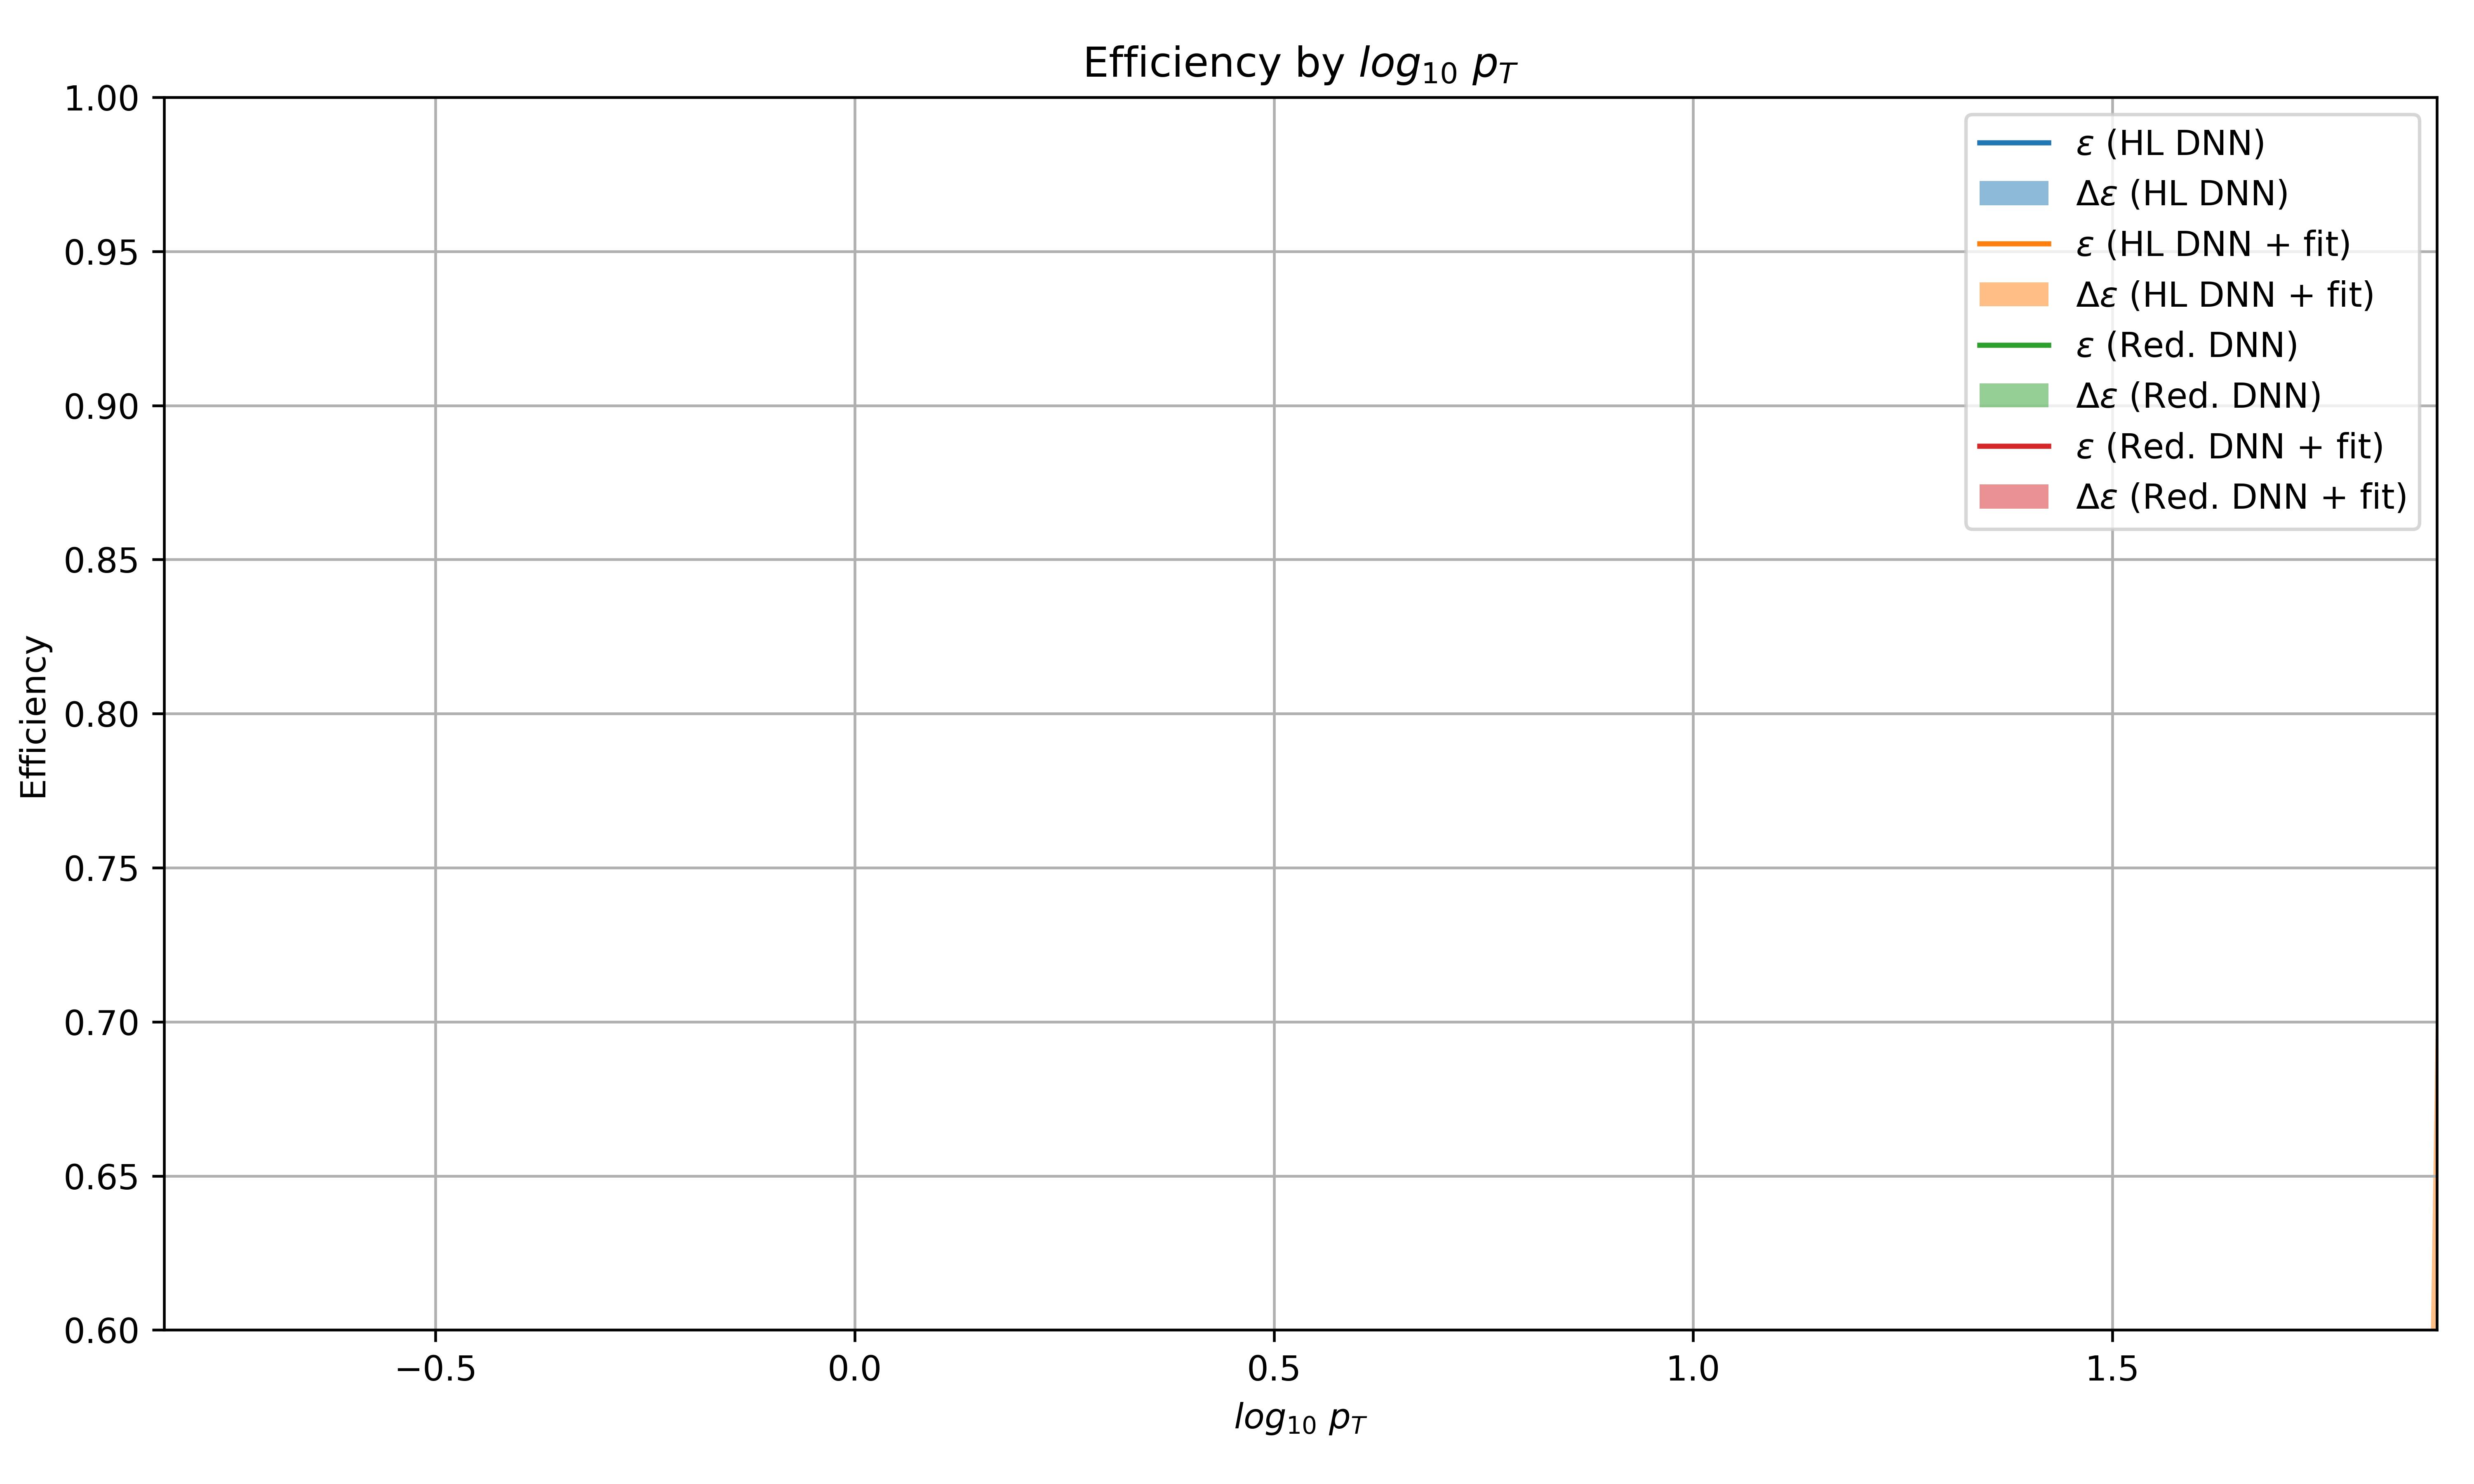 Efficiency by log₁₀ p_T
1.00
0.95
0.90
0.85
0.80
0.75
0.70
0.65
0.60
Efficiency
ε (HL DNN)
Δε (HL DNN)
ε (HL DNN + fit)
Δε (HL DNN + fit)
ε (Red. DNN)
Δε (Red. DNN)
ε (Red. DNN + fit)
Δε (Red. DNN + fit)
−0.5 0.0 0.5 1.0 1.5
log₁₀ p_T